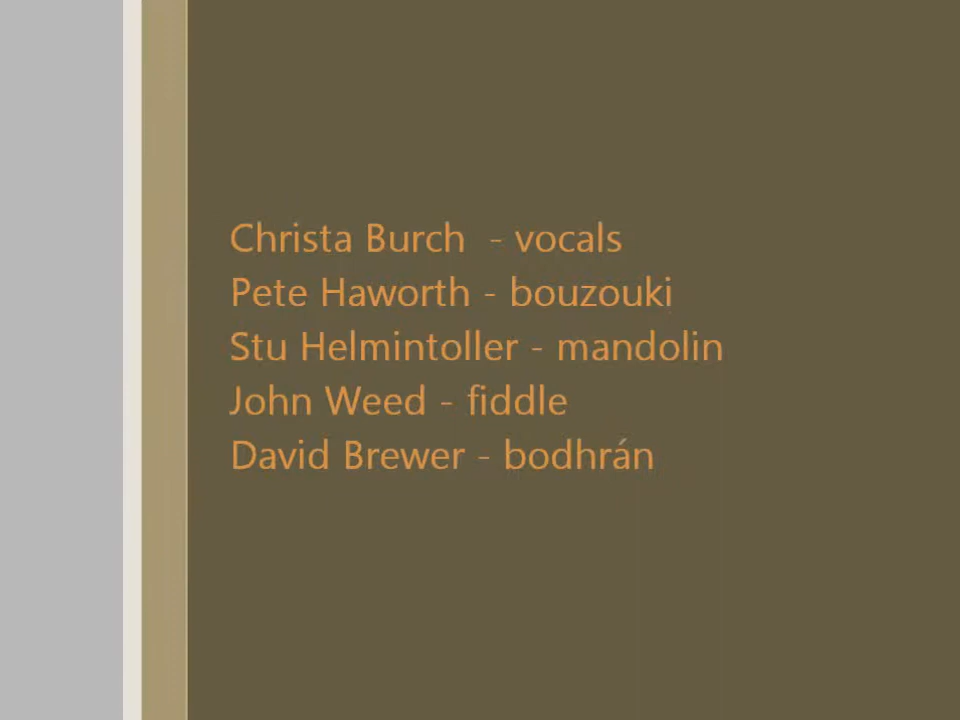 Christa Burch  - vocals
Pete Haworth - bouzouki
Stu Helmintoller - mandolin
John Weed - fiddle
David Brewer - bodhrán